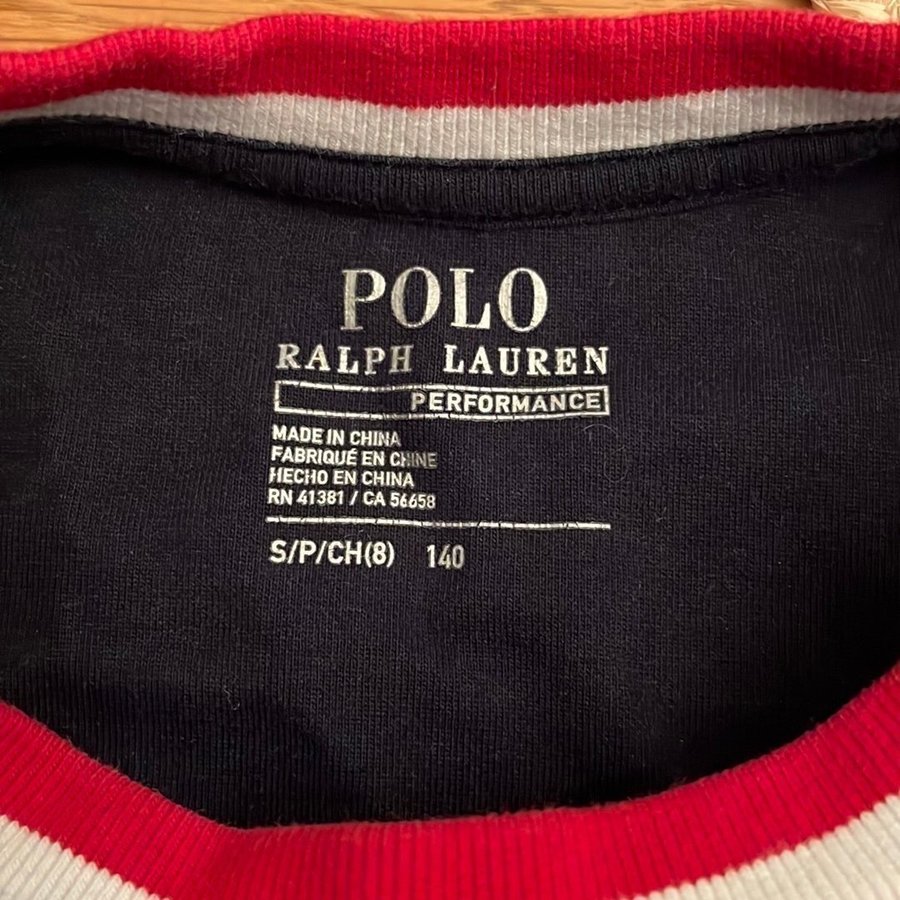 POLO
RALPH LAUREN
PERFORMANCE
MADE IN CHINA
FABRIQUÉ EN CHINE
HECHO EN CHINA
RN 41381 / CA 56658
S/P/CH(8) 140